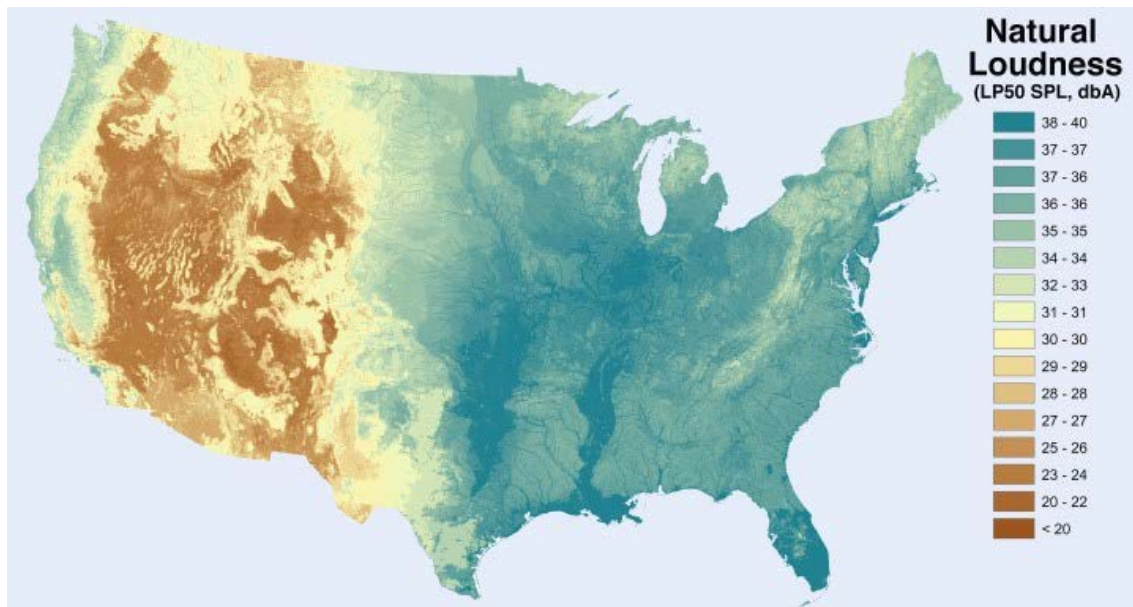 Natural
Loudness
(LP50 SPL, dbA)
38 - 40
37 - 37
37 - 36
36 - 36
35 - 35
34 - 34
32 - 33
31 - 31
30 - 30
29 - 29
28 - 28
27 - 27
25 - 26
23 - 24
20 - 22
< 20